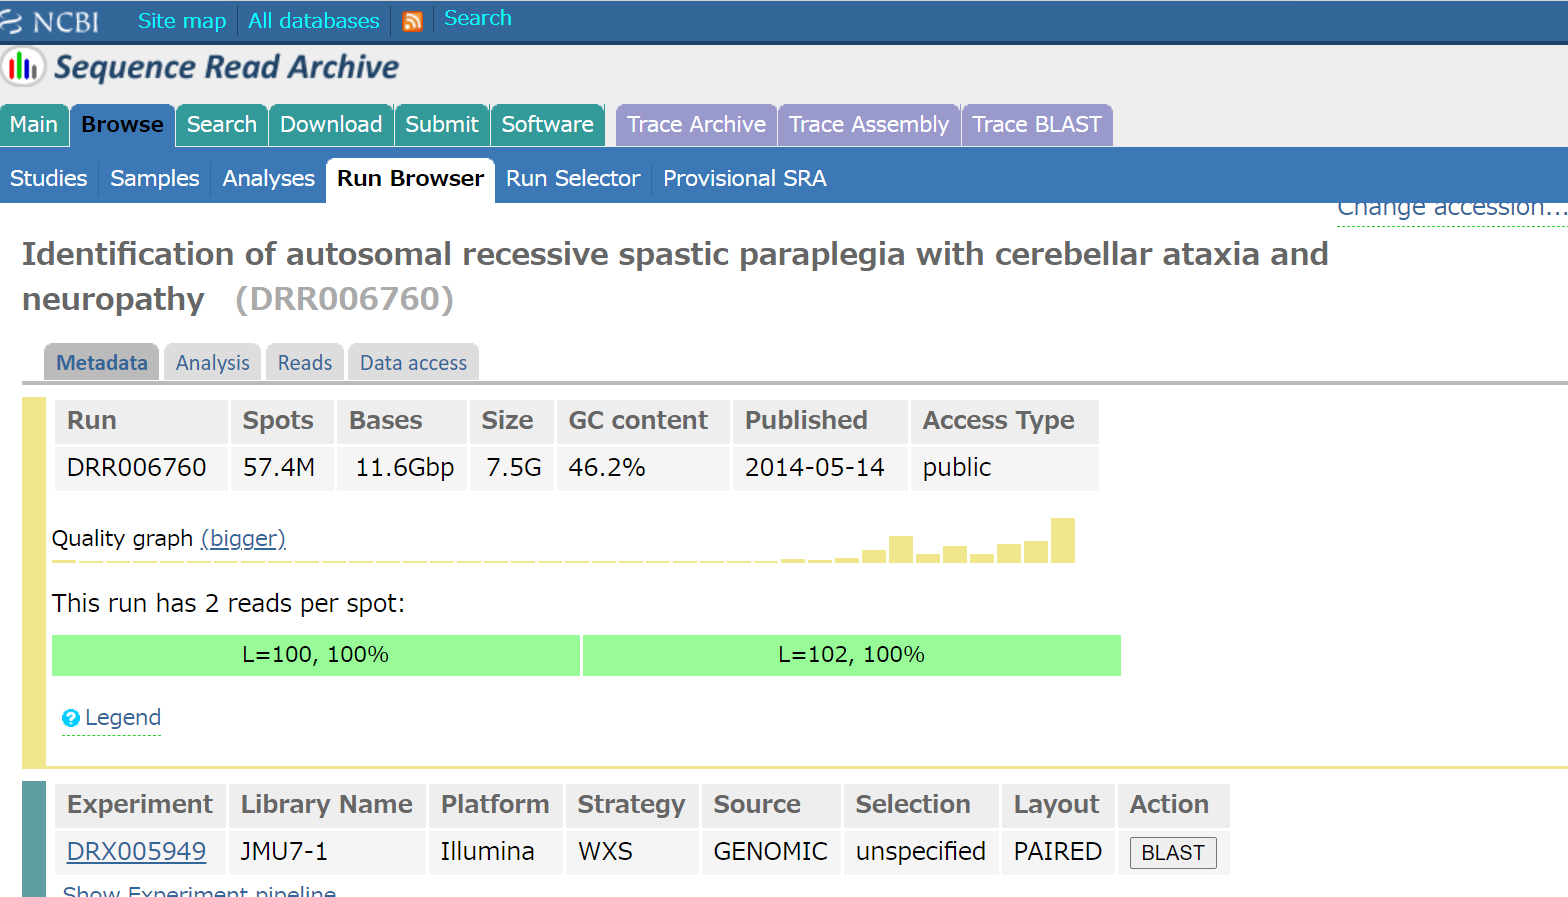 NCBI Site map All databases Search
Sequence Read Archive
Main Browse Search Download Submit Software Trace Archive Trace Assembly Trace BLAST
Studies Samples Analyses Run Browser Run Selector Provisional SRA
Change accession...
Identification of autosomal recessive spastic paraplegia with cerebellar ataxia and
neuropathy (DRR006760)
Metadata Analysis Reads Data access
Run Spots Bases Size GC content Published Access Type
DRR006760 57.4M 11.6Gbp 7.5G 46.2% 2014-05-14 public
Quality graph (bigger)
This run has 2 reads per spot:
L=100, 100% L=102, 100%
? Legend
Experiment Library Name Platform Strategy Source Selection Layout Action
DRX005949 JMU7-1 Illumina WXS GENOMIC unspecified PAIRED BLAST
Show Experiment pipeline